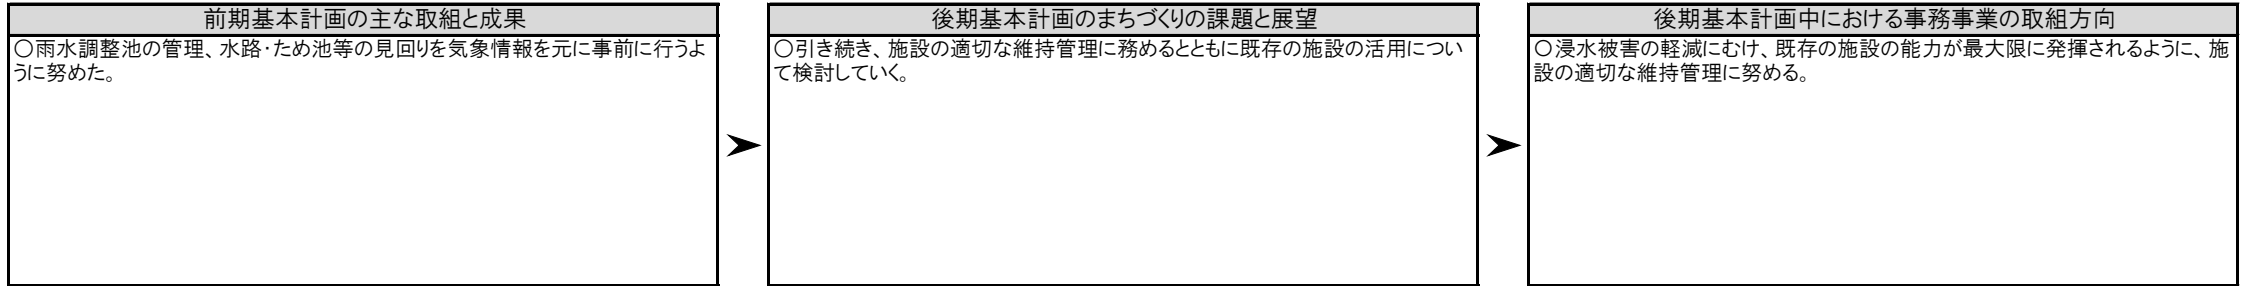 前期基本計画の主な取組と成果
○雨水調整池の管理、水路・ため池等の見回りを気象情報を元に事前に行うよ
うに努めた。
後期基本計画のまちづくりの課題と展望
○引き続き、施設の適切な維持管理に務めるとともに既存の施設の活用につい
て検討していく。
後期基本計画中における事務事業の取組方向
○浸水被害の軽減にむけ、既存の施設の能力が最大限に発揮されるように、施
設の適切な維持管理に努める。